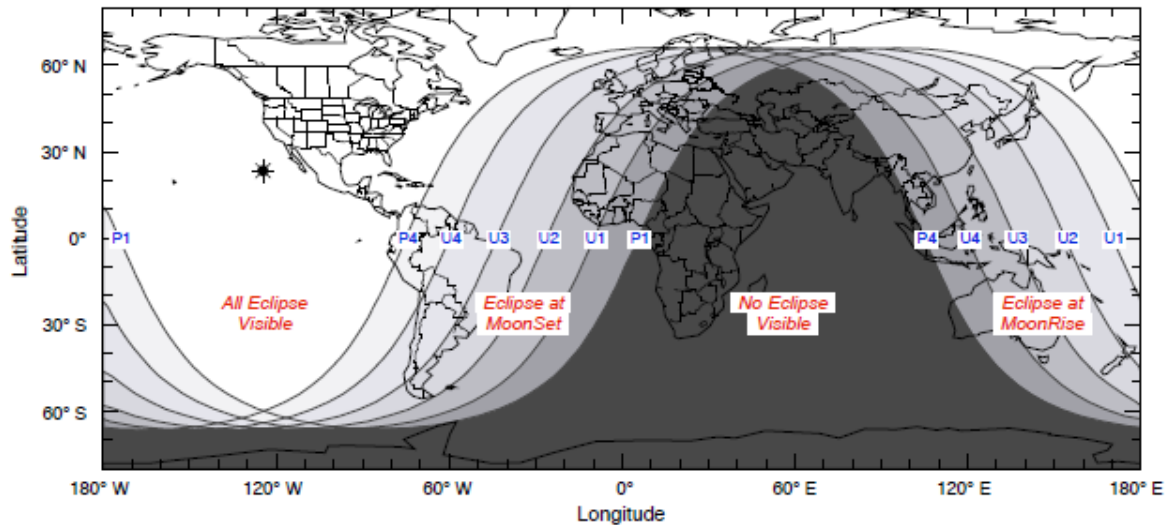 60° N
30° N
Latitude
0°
30° S
60° S
P1 P4 U4 U3 U2 U1 P1 P4 U4 U3 U2 U1
All Eclipse
Visible
Eclipse at
MoonSet
No Eclipse
Visible
Eclipse at
MoonRise
180° W 120° W 60° W 0° 60° E 120° E 180° E
Longitude